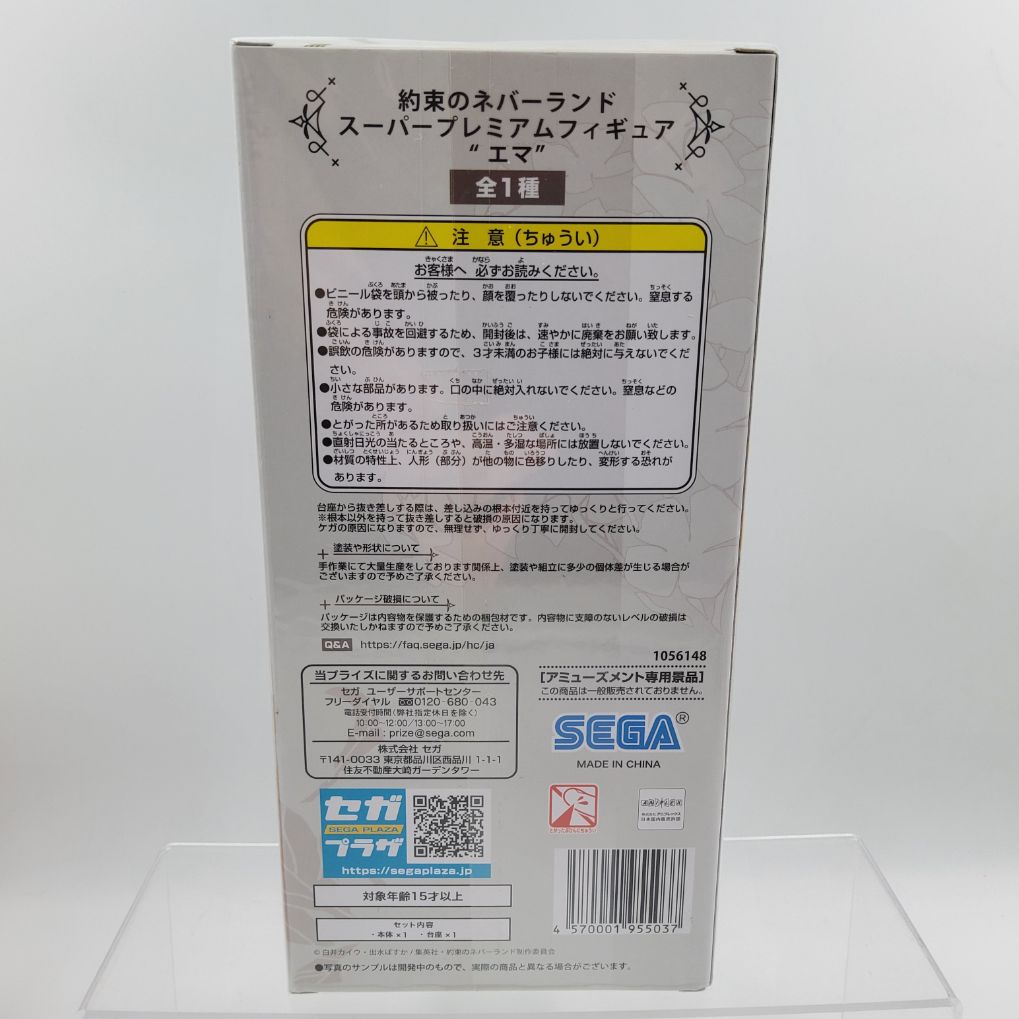 約束のネバーランド
スーパープレミアムフィギュア
“エマ”
全1種
⚠ 注 意（ちゅうい）
お客様へ 必ずお読みください。
●ビニール袋を頭から被ったり、顔を覆ったりしないでください。窒息する
危険があります。
●袋による事故を回避するため、開封後は、速やかに廃棄をお願い致します。
●誤飲の危険がありますので、3才未満のお子様には絶対に与えないでくだ
さい。
●小さな部品があります。口の中に絶対入れないでください。窒息などの
危険があります。
●とがった所があるため取り扱いにはご注意ください。
●直射日光の当たるところや、高温・多湿な場所には放置しないでください。
●材質の特性上、人形（部分）が他の物に色移りしたり、変形する恐れが
あります。
台座から抜き差しする際は、差し込みの根本付近を持ってゆっくりと行ってください。
※根本以外を持って抜き差しすると破損の原因になります。
ケガの原因になりますので、無理せず、ゆっくり丁寧に開封してください。
塗装や形状について
手作業にて大量生産をしております関係上、塗装や組立に多少の個体差が生じる場合が
ございますので予めご了承ください。
パッケージ破損について
パッケージは内容物を保護するための梱包材です。内容物に支障のないレベルの破損は
交換いたしかねますので予めご了承ください。
Q&A https://faq.sega.jp/hc/ja
1056148
当プライズに関するお問い合わせ先
セガ ユーザーサポートセンター
フリーダイヤル 0120-680-043
電話受付時間（弊社指定休日を除く）
10:00~12:00/13:00~17:00
E-mail : prize@sega.com
株式会社 セガ
〒141-0033 東京都品川区西品川 1-1-1
住友不動産大崎ガーデンタワー
[アミューズメント専用景品]
この商品は一般販売されておりません。
SEGA®
MADE IN CHINA
セガ
SEGA PLAZA
プラザ
https://segaplaza.jp
とがったぶひんにちゅうい
ANIPLEX
株式会社アニプレックス
日本国内販売許諾
対象年齢15才以上
セット内容
・本体×1 ・台座×1
4 570001 955037
© 白井カイウ・出水ぽすか/集英社・約束のネバーランド製作委員会
●写真のサンプルは開発中のもので、実際の商品と異なる場合がございます。